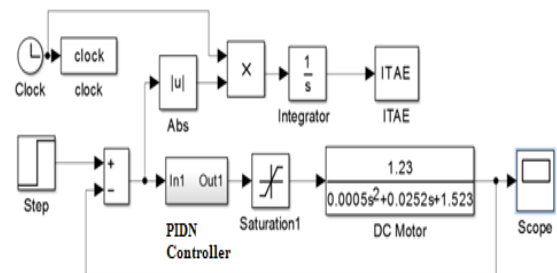 clock
Clock
clock
|u|
Abs
×
1
s
Integrator
ITAE
ITAE
Step
+
−
In1 Out1
PIDN
Controller
Saturation1
1.23
0.0005s²+0.0252s+1.523
DC Motor
Scope